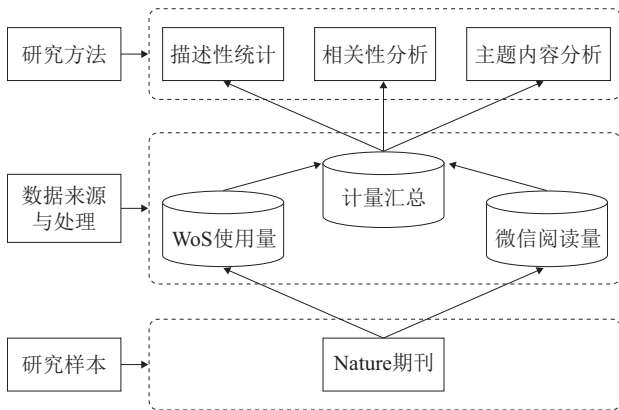 研究方法
描述性统计
相关性分析
主题内容分析
数据来源
与处理
计量汇总
WoS使用量
微信阅读量
研究样本
Nature期刊